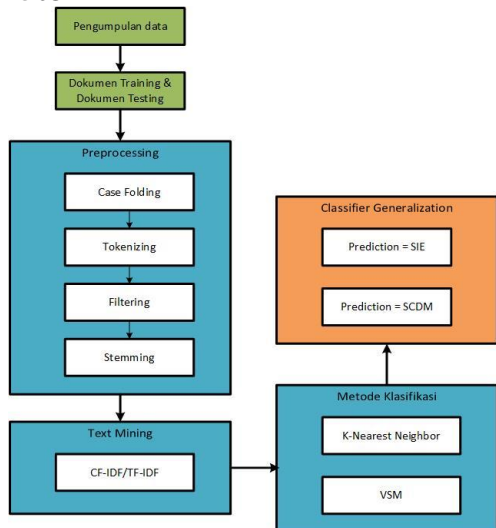 Pengumpulan data
Dokumen Training &
Dokumen Testing
Preprocessing
Case Folding
Tokenizing
Filtering
Stemming
Text Mining
CF-IDF/TF-IDF
Metode Klasifikasi
K-Nearest Neighbor
VSM
Classifier Generalization
Prediction = SIE
Prediction = SCDM